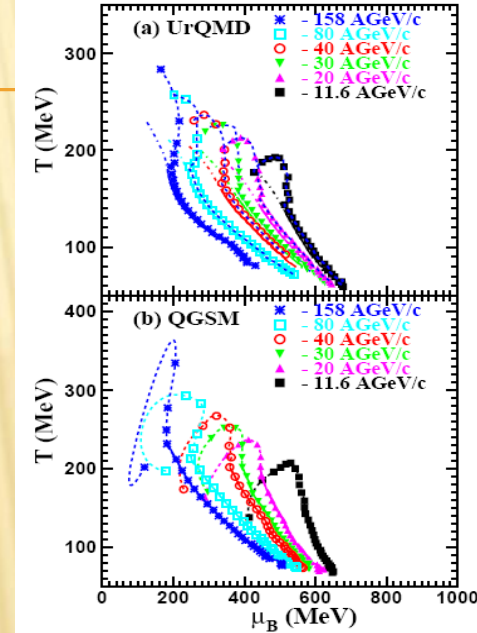 (a) UrQMD
- 158 AGeV/c
- 80 AGeV/c
- 40 AGeV/c
- 30 AGeV/c
- 20 AGeV/c
- 11.6 AGeV/c
T (MeV)
300
200
100
(b) QGSM
- 158 AGeV/c
- 80 AGeV/c
- 40 AGeV/c
- 30 AGeV/c
- 20 AGeV/c
- 11.6 AGeV/c
T (MeV)
400
300
200
100
0 200 400 600 800 1000
μB (MeV)